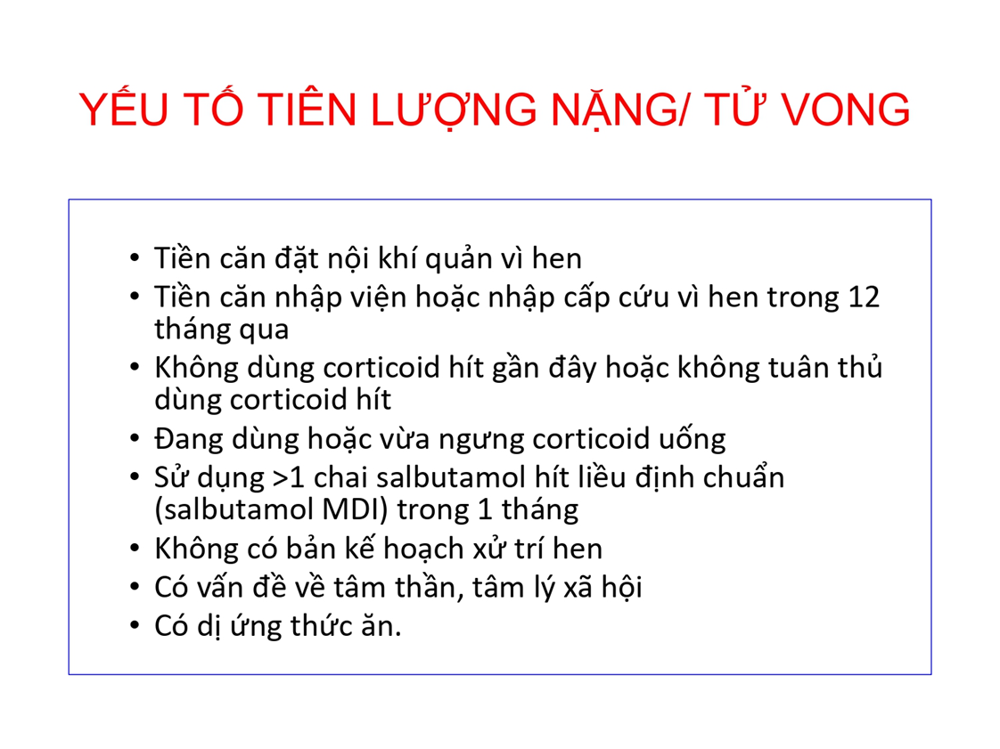 YẾU TỐ TIÊN LƯỢNG NẶNG/ TỬ VONG
• Tiền căn đặt nội khí quản vì hen
• Tiền căn nhập viện hoặc nhập cấp cứu vì hen trong 12
tháng qua
• Không dùng corticoid hít gần đây hoặc không tuân thủ
dùng corticoid hít
• Đang dùng hoặc vừa ngưng corticoid uống
• Sử dụng >1 chai salbutamol hít liều định chuẩn
(salbutamol MDI) trong 1 tháng
• Không có bản kế hoạch xử trí hen
• Có vấn đề về tâm thần, tâm lý xã hội
• Có dị ứng thức ăn.